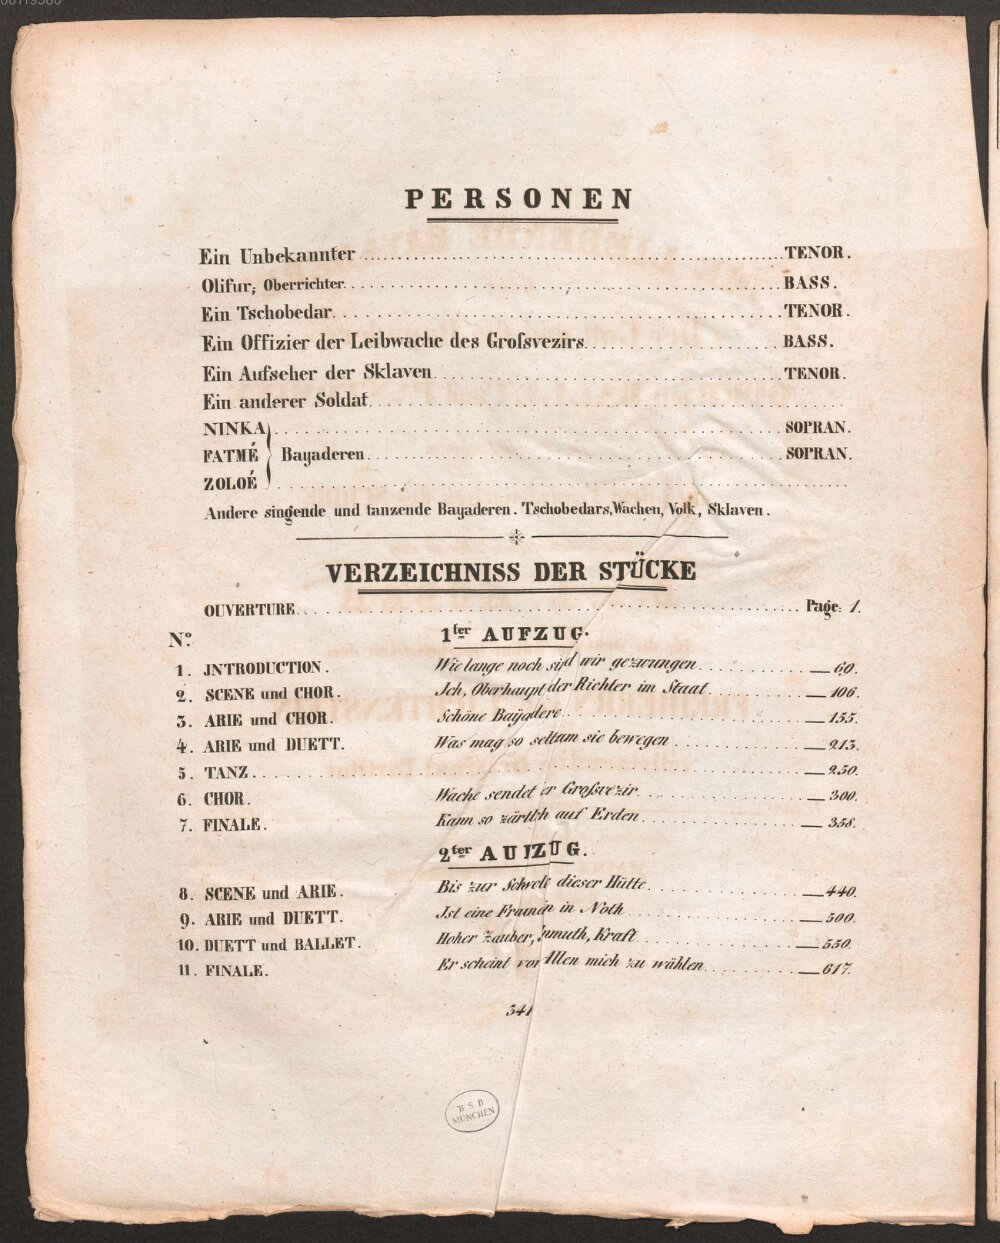 PERSONEN
Ein Unbekannter TENOR.
Olifur, Oberrichter BASS.
Ein Tschobedar TENOR.
Ein Offizier der Leibwache des Grofsvezirs BASS.
Ein Aufseher der Sklaven TENOR.
Ein anderer Soldat
NINKA SOPRAN.
FATMÉ Bayaderen SOPRAN.
ZOLOÉ
Andere singende und tanzende Bayaderen. Tschobedars, Wachen, Volk, Sklaven.
VERZEICHNISS DER STÜCKE
OUVERTURE Page: 1.
No. 1ter AUFZUG.
1. JNTRODUCTION. Wie lange noch sind wir gezwungen 60.
2. SCENE und CHOR. Jch, Oberhaupt der Richter im Staat 106.
3. ARIE und CHOR. Schöne Bayadere 155.
4. ARIE und DUETT. Was mag so seltsam sie bewegen 213.
5. TANZ. 250.
6. CHOR. Wache sendet er Großvezir 300.
7. FINALE. Kann so zärtlich auf Erden 358.
2ter AUFZUG.
8. SCENE und ARIE. Bis zur Schwelle dieser Hütte 440.
9. ARIE und DUETT. Jst eine Freundin in Noth 500.
10. DUETT und BALLET. Hoher Zauber, Anmuth, Kraft 550.
11. FINALE. Er scheint vor Allen mich zu wählen 617.
341
BSB
MÜNCHEN